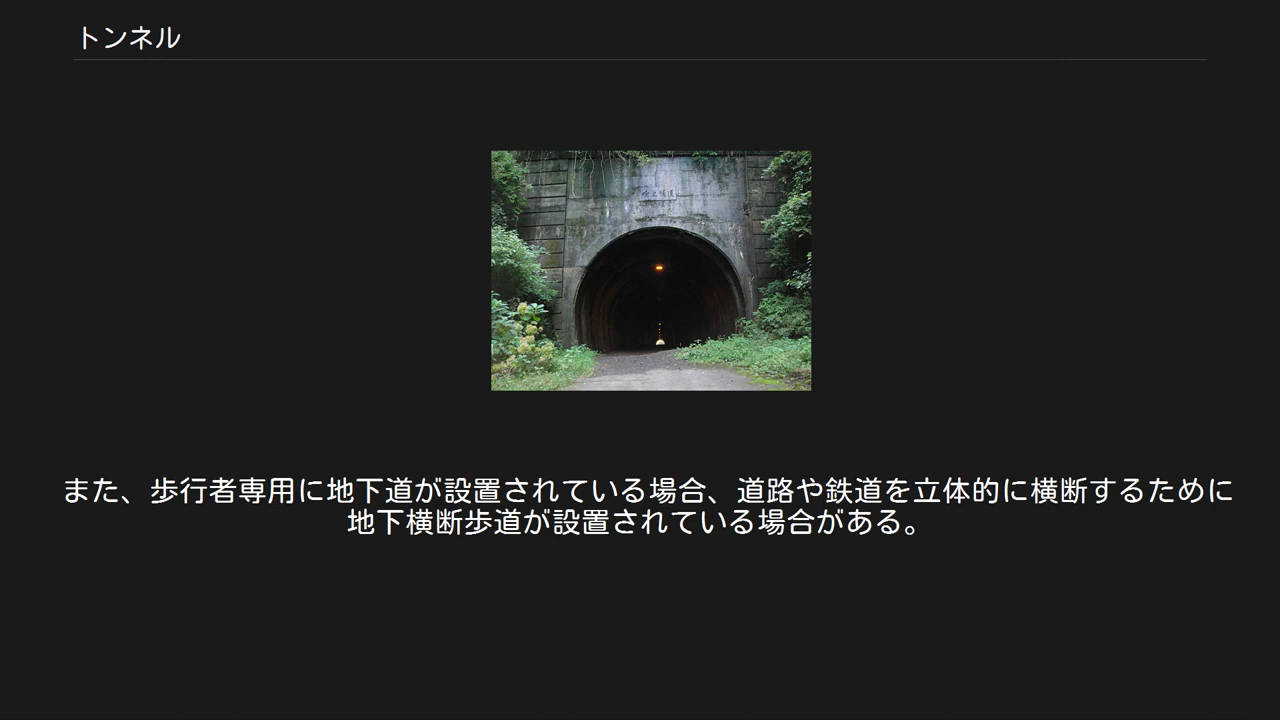 トンネル
また、歩行者専用に地下道が設置されている場合、道路や鉄道を立体的に横断するために
地下横断歩道が設置されている場合がある。